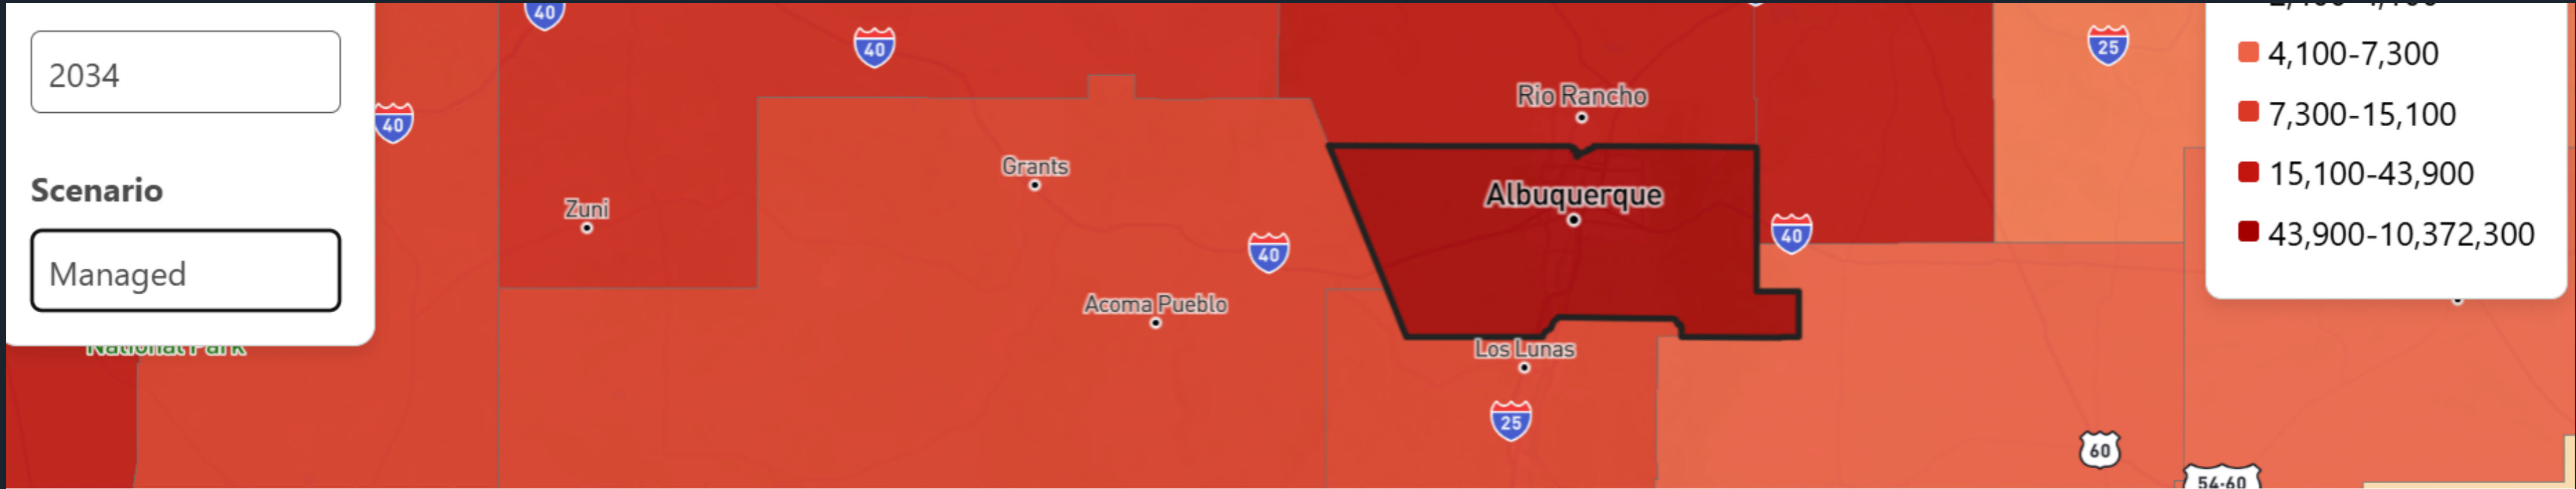 2034
Scenario
Managed
National Park
40
40
40
Zuni
Grants
Acoma Pueblo
40
Rio Rancho
Albuquerque
40
Los Lunas
25
25
60
54-60
4,100-7,300
7,300-15,100
15,100-43,900
43,900-10,372,300